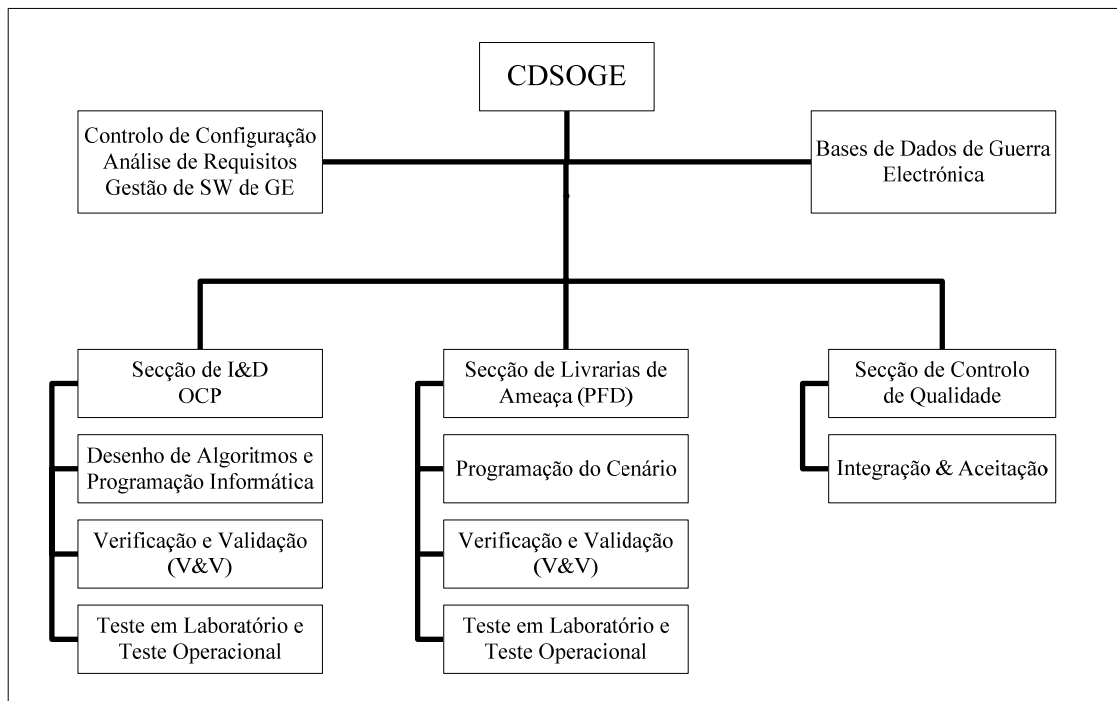 CDSOGE
Controlo de Configuração
Análise de Requisitos
Gestão de SW de GE
Bases de Dados de Guerra
Electrónica
Secção de I&D
OCP
Desenho de Algoritmos e
Programação Informática
Verificação e Validação
(V&V)
Teste em Laboratório e
Teste Operacional
Secção de Livrarias de
Ameaça (PFD)
Programação do Cenário
Verificação e Validação
(V&V)
Teste em Laboratório e
Teste Operacional
Secção de Controlo
de Qualidade
Integração & Aceitação